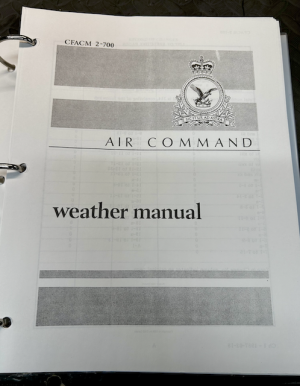 CFACM 2-700
AIR COMMAND
weather manual